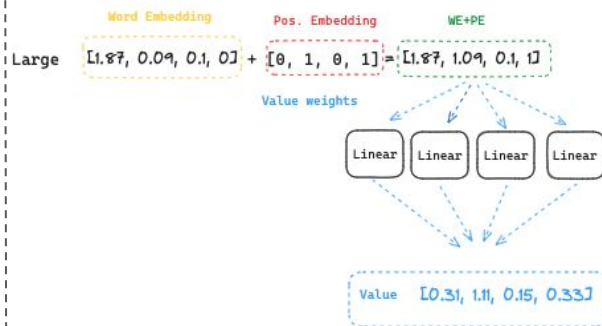 Word Embedding Pos. Embedding WE+PE
Large [1.87, 0.09, 0.1, 0] + [0, 1, 0, 1] = [1.87, 1.09, 0.1, 1]
Value weights
Linear Linear Linear Linear
Value [0.31, 1.11, 0.15, 0.33]